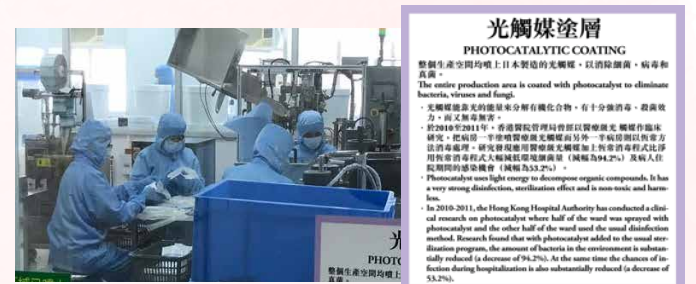 光觸媒塗層
PHOTOCATALYTIC COATING
整個生產空間均噴上日本製造的光觸媒，以消除細菌，病毒和
真菌。
The entire production area is coated with photocatalyst to eliminate
bacteria, viruses and fungi.
· 光觸媒能靠光的能量來分解有機化合物。有十分強消毒、殺菌效
力，而又無毒無害。
· 於2010至2011年，香港醫院管理局曾經以醫療級光 觸媒作臨床
研究。把病房一半塗噴醫療級光觸媒而另外一半病房則以恆常方
法消毒處理。研究發現應用醫療級光觸媒加上恆常消毒程式比淨
用恆常消毒程式大幅減低環境細菌量（減幅為94.2%）及病人住
院期間的感染機會（減幅為53.2%）。
· Photocatalyst uses light energy to decompose organic compounds. It has
a very strong disinfection, sterilization effect and is non-toxic and harm-
less.
· In 2010-2011, the Hong Kong Hospital Authority has conducted a clini-
cal research on photocatalyst where half of the ward was sprayed with
photocatalyst and the other half of the ward used the usual disinfection
method. Research found that with photocatalyst added to the usual ster-
ilization program, the amount of bacteria in the environment is substan-
tially reduced (a decrease of 94.2%). At the same time the chances of in-
fection during hospitalization is also substantially reduced (a decrease of
53.2%).
PHOT
整個生產空間均噴上
真菌。